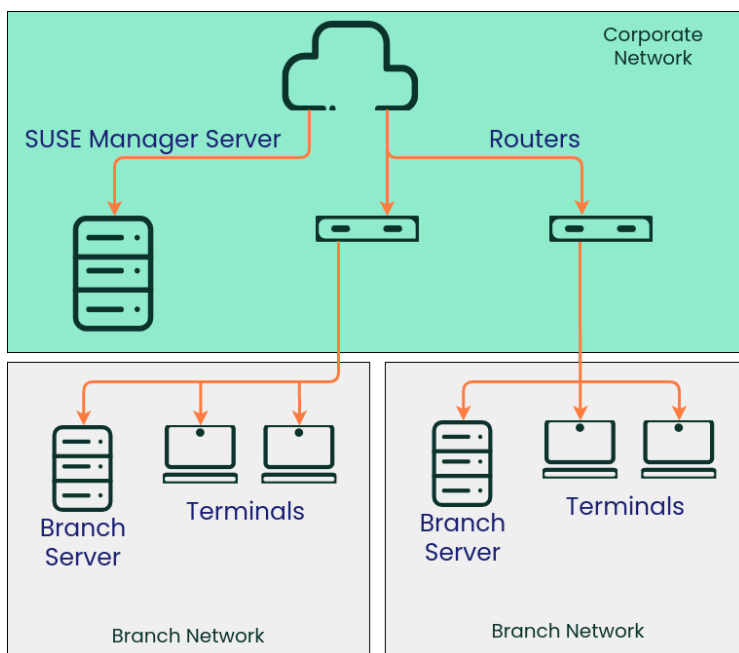 Corporate
Network
SUSE Manager Server
Routers
Branch
Server
Terminals
Branch Network
Branch
Server
Terminals
Branch Network